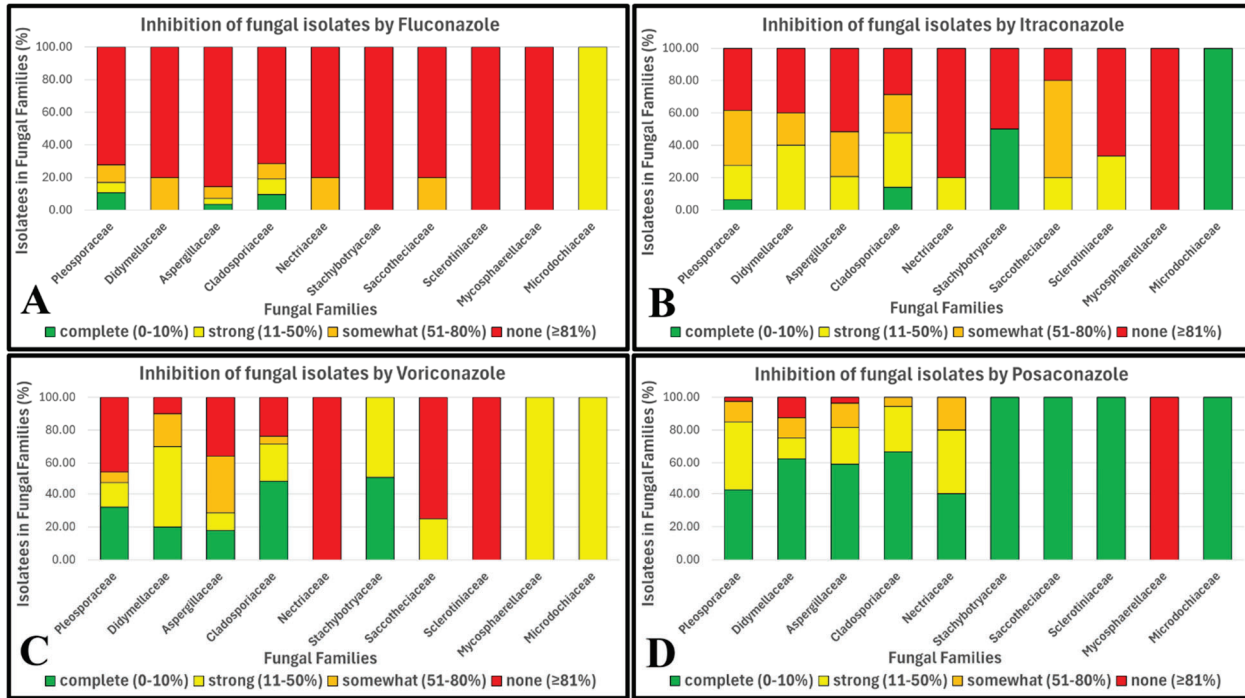 Inhibition of fungal isolates by Fluconazole
Isolatees in Fungal Families (%)
100.00
80.00
60.00
40.00
20.00
0.00
Pleosporaceae
Didymellaceae
Aspergillaceae
Cladosporiaceae
Nectriaceae
Stachybotryaceae
Saccotheciaceae
Sclerotiniaceae
Mycosphaerellaceae
Microdochiaceae
Fungal Families
A
complete (0-10%) strong (11-50%) somewhat (51-80%) none (≥81%)
Inhibition of fungal isolates by Itraconazole
Isolatees in Fungal Families (%)
100.00
80.00
60.00
40.00
20.00
0.00
Pleosporaceae
Didymellaceae
Aspergillaceae
Cladosporiaceae
Nectriaceae
Stachybotryaceae
Saccotheciaceae
Sclerotiniaceae
Mycosphaerellaceae
Microdochiaceae
Fungal Families
B
complete (0-10%) strong (11-50%) somewhat (51-80%) none (≥81%)
Inhibition of fungal isolates by Voriconazole
Isolatees in Fungal Families (%)
100.00
80.00
60.00
40.00
20.00
0.00
Pleosporaceae
Didymellaceae
Aspergillaceae
Cladosporiaceae
Nectriaceae
Stachybotryaceae
Saccotheciaceae
Sclerotiniaceae
Mycosphaerellaceae
Microdochiaceae
Fungal Families
C
complete (0-10%) strong (11-50%) somewhat (51-80%) none (≥81%)
Inhibition of fungal isolates by Posaconazole
Isolatees in Fungal Families (%)
100.00
80.00
60.00
40.00
20.00
0.00
Pleosporaceae
Didymellaceae
Aspergillaceae
Cladosporiaceae
Nectriaceae
Stachybotryaceae
Saccotheciaceae
Sclerotiniaceae
Mycosphaerellaceae
Microdochiaceae
Fungal Families
D
complete (0-10%) strong (11-50%) somewhat (51-80%) none (≥81%)